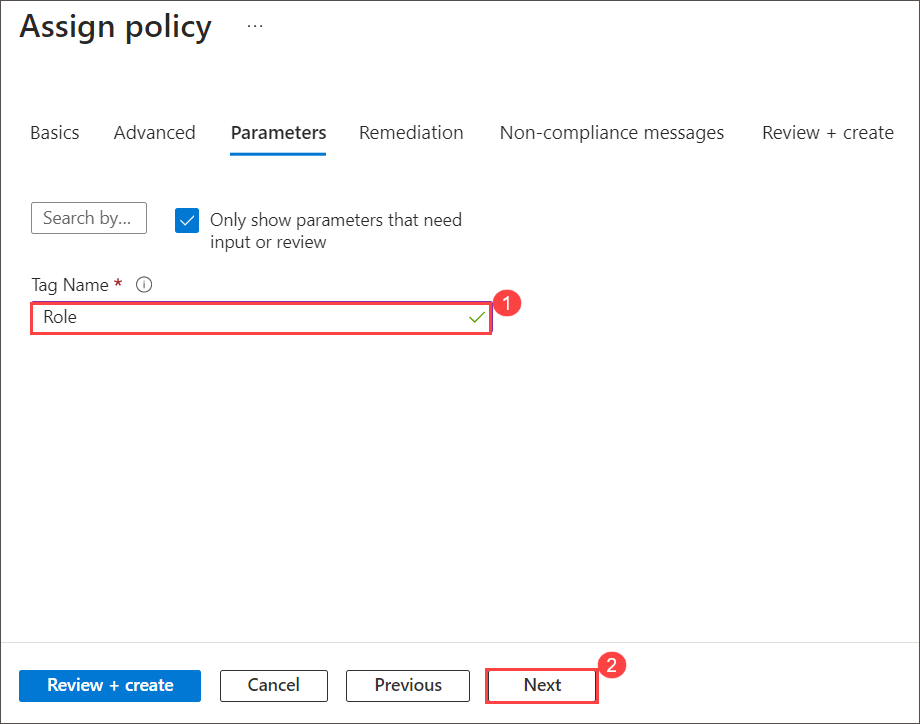 Assign policy ...
Basics Advanced Parameters Remediation Non-compliance messages Review + create
Search by... Only show parameters that need
input or review
Tag Name *
Role
1
Review + create Cancel Previous Next
2